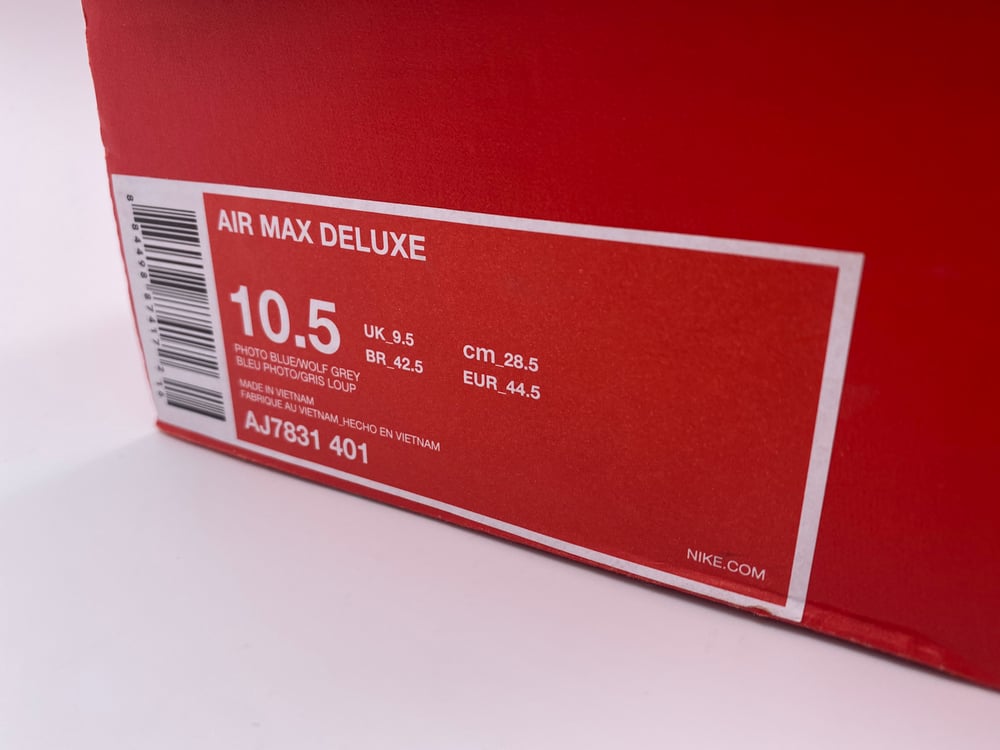 AIR MAX DELUXE
10.5
UK_9.5
BR_42.5
cm_28.5
EUR_44.5
PHOTO BLUE/WOLF GREY
BLEU PHOTO/GRIS LOUP
MADE IN VIETNAM
FABRIQUE AU VIETNAM_HECHO EN VIETNAM
AJ7831 401
NIKE.COM